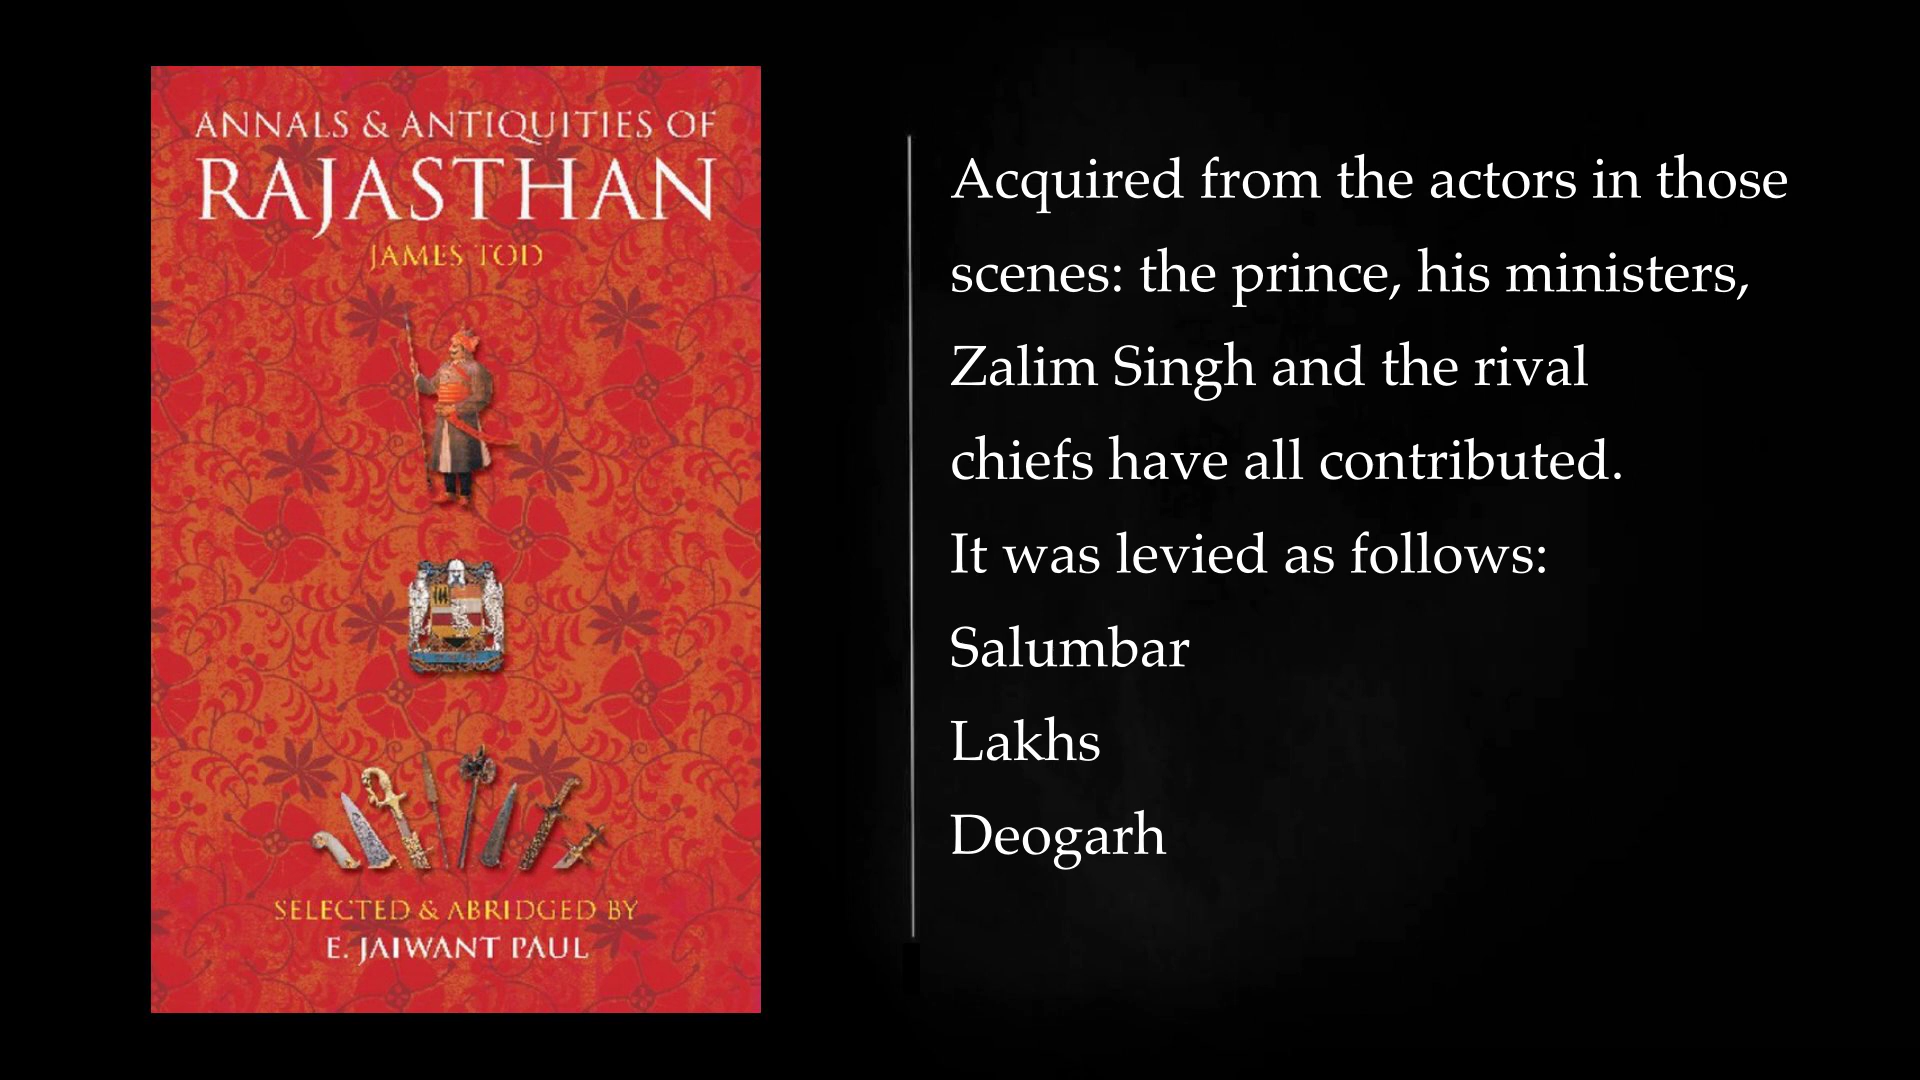 ANNALS & ANTIQUITIES OF
RAJASTHAN
JAMES TOD
SELECTED & ABRIDGED BY
E. JAIWANT PAUL
Acquired from the actors in those
scenes: the prince, his ministers,
Zalim Singh and the rival
chiefs have all contributed.
It was levied as follows:
Salumbar
Lakhs
Deogarh